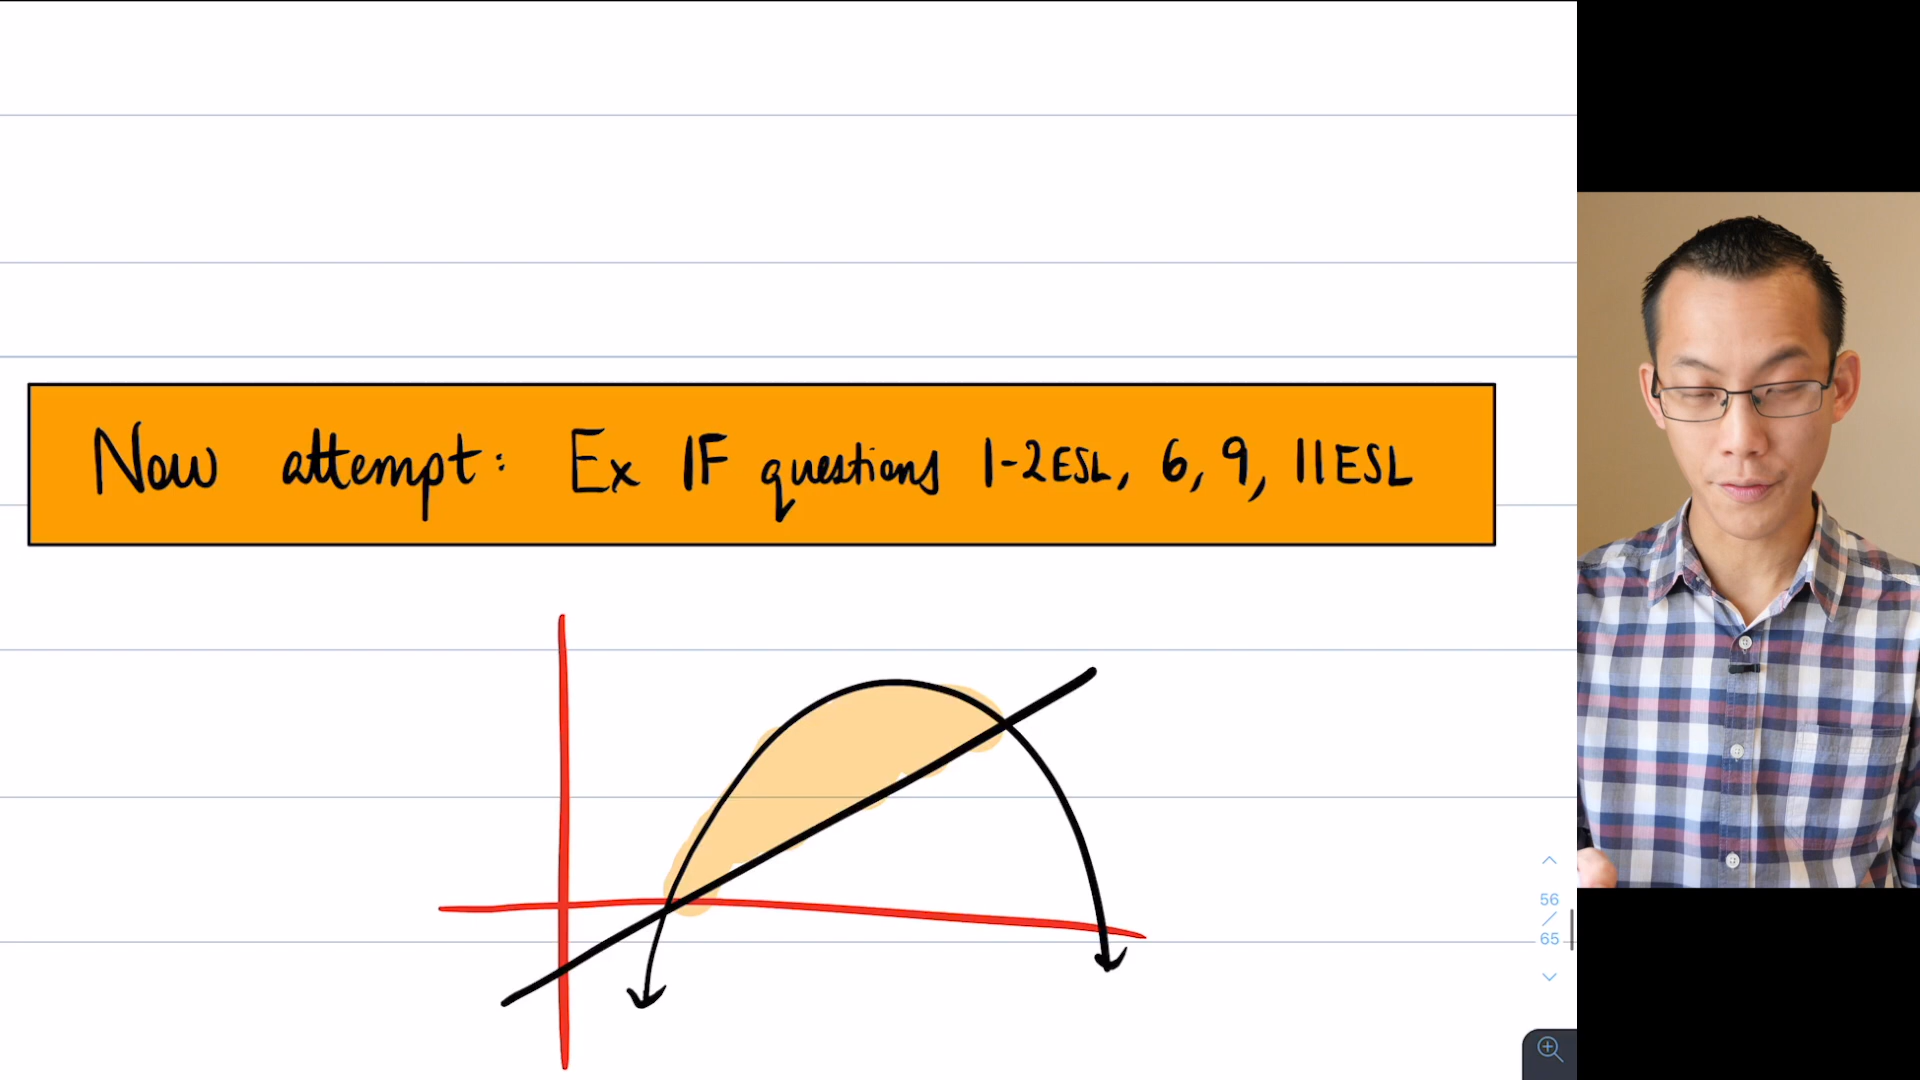 Now attempt: Ex 1F questions 1-2ESL, 6, 9, 11ESL
56
/
65